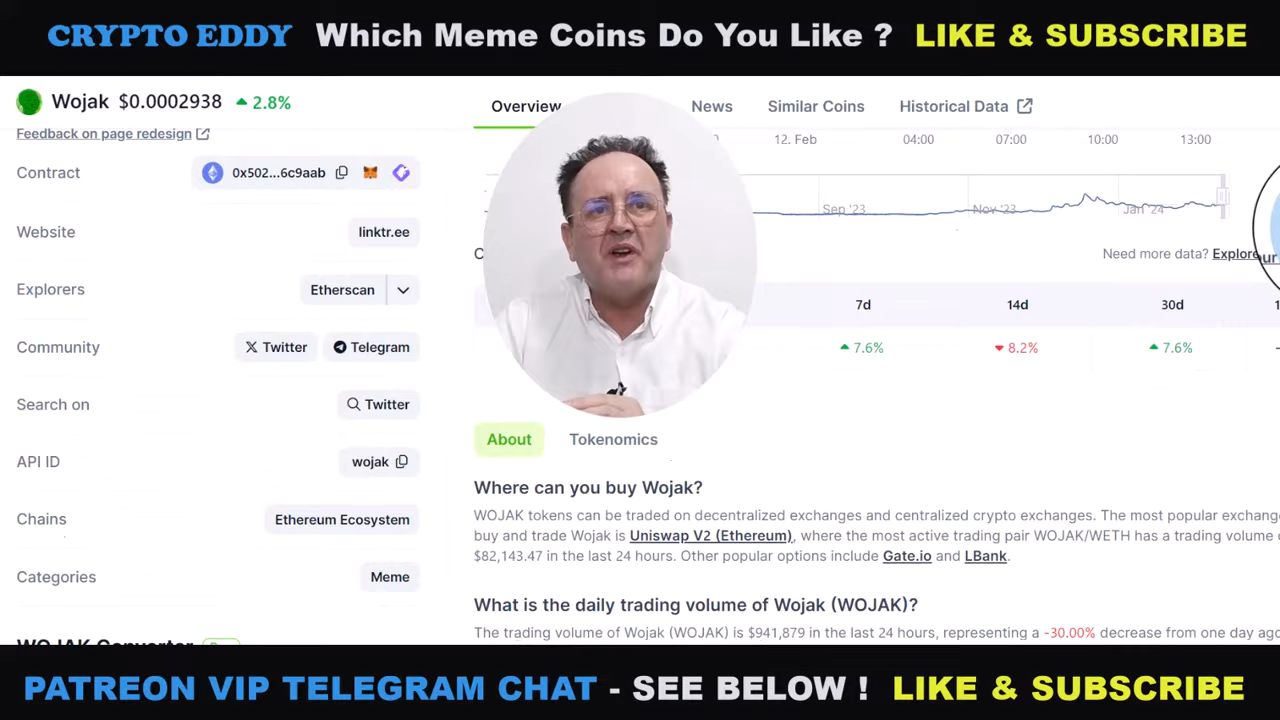 CRYPTO EDDY Which Meme Coins Do You Like ? LIKE & SUBSCRIBE
Wojak $0.0002938 2.8%
Feedback on page redesign
Contract 0x502...6c9aab
Website linktr.ee
Explorers Etherscan
Community Twitter Telegram
Search on Twitter
API ID wojak
Chains Ethereum Ecosystem
Categories Meme
WOJAK Converter
Overview News Similar Coins Historical Data
12. Feb 04:00 07:00 10:00 13:00
Sep '23 Nov '23 Jan '24
Need more data? Explore
7d 14d 30d
7.6% 8.2% 7.6%
About Tokenomics
Where can you buy Wojak?
WOJAK tokens can be traded on decentralized exchanges and centralized crypto exchanges. The most popular exchang
buy and trade Wojak is Uniswap V2 (Ethereum), where the most active trading pair WOJAK/WETH has a trading volume
$82,143.47 in the last 24 hours. Other popular options include Gate.io and LBank.
What is the daily trading volume of Wojak (WOJAK)?
The trading volume of Wojak (WOJAK) is $941,879 in the last 24 hours, representing a -30.00% decrease from one day ago
PATREON VIP TELEGRAM CHAT - SEE BELOW ! LIKE & SUBSCRIBE